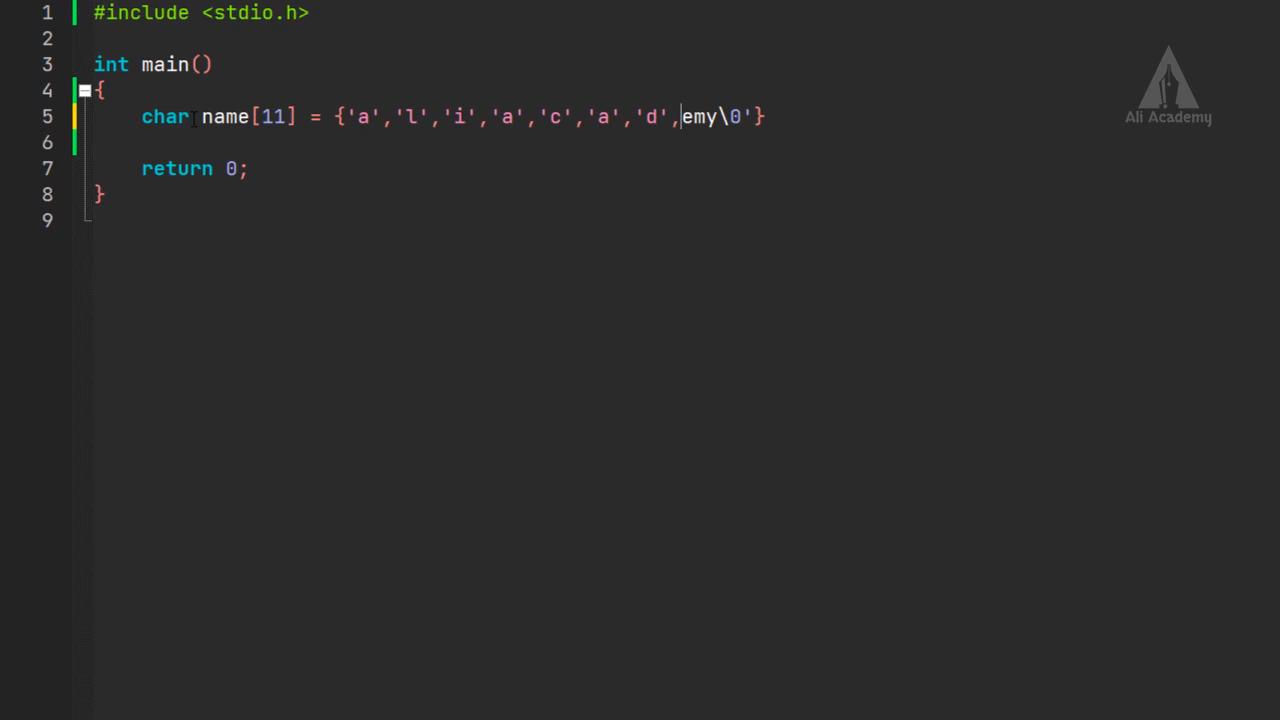 1 #include <stdio.h>
2
3 int main()
4 {
5 char name[11] = {'a','l','i','a','c','a','d',emy\0'}
6
7 return 0;
8 }
9
Ali Academy